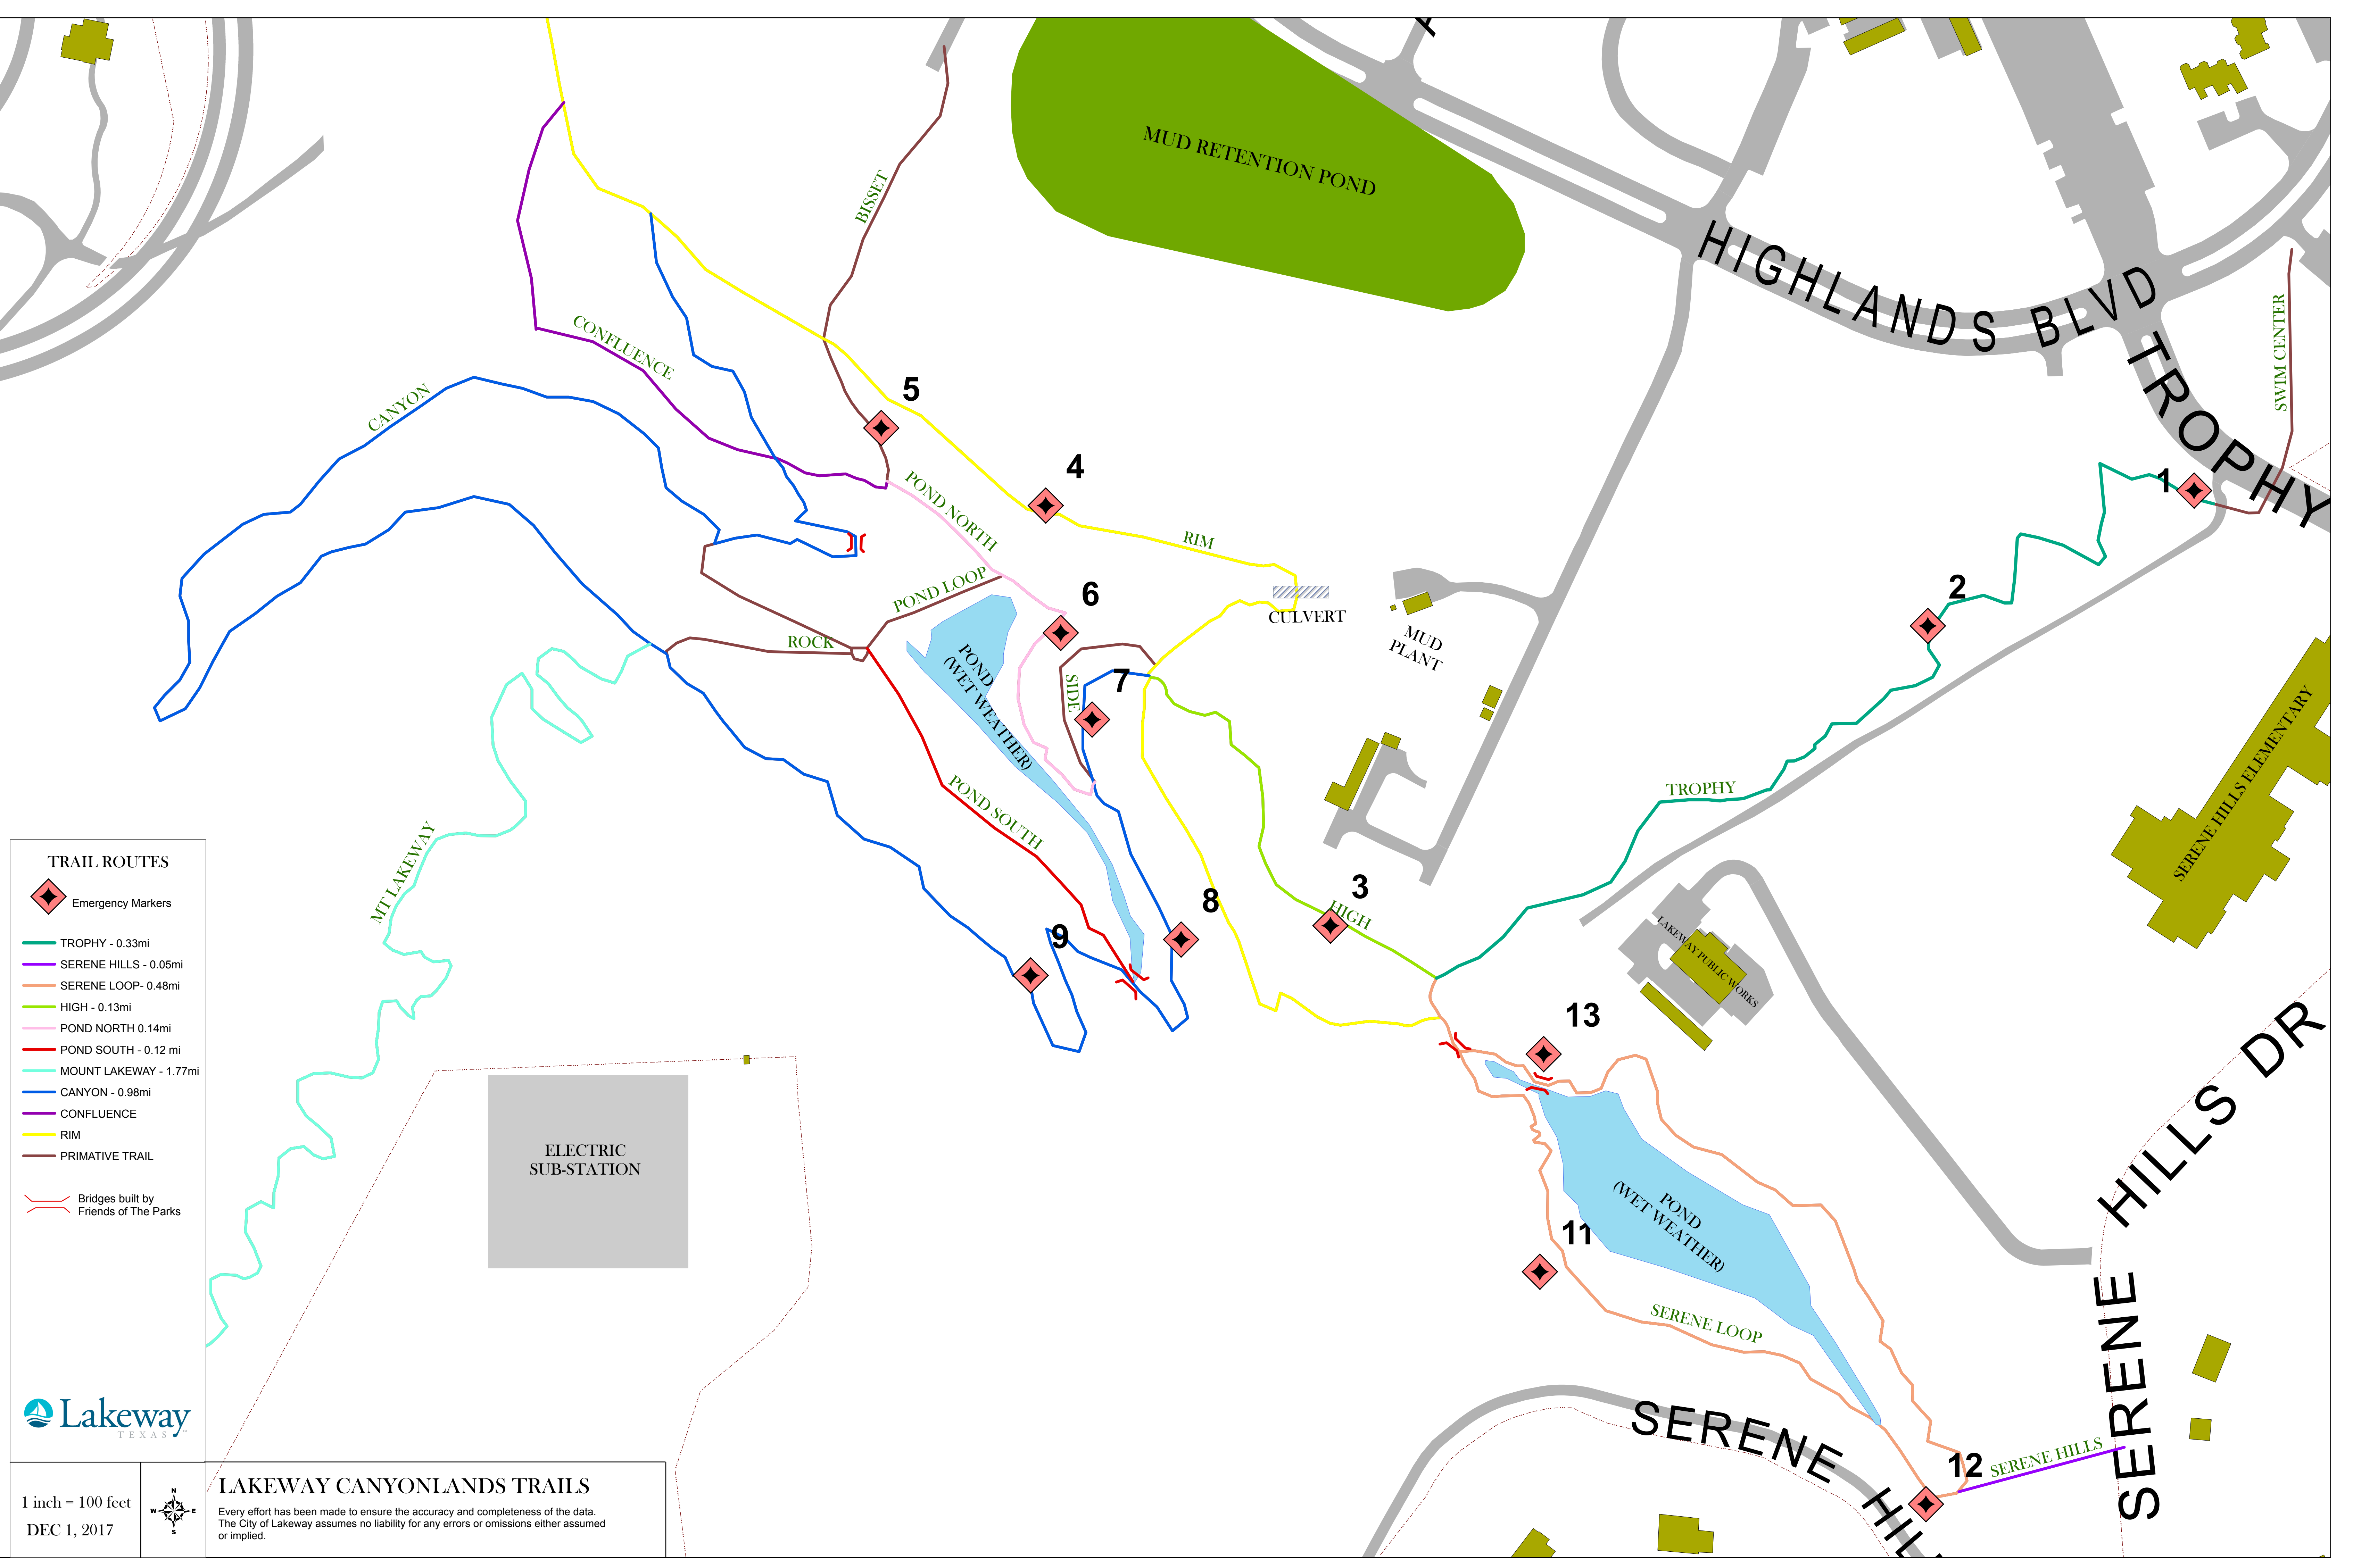 MUD RETENTION POND
BISSET
HIGHLANDS BLVD
TROPHY
SWIM CENTER
CONFLUENCE
CANYON
5
4
1
POND NORTH
RIM
2
6
POND LOOP
CULVERT
MUD
PLANT
ROCK
POND
(WET WEATHER)
SIDE
7
SERENE HILLS ELEMENTARY
TROPHY
POND SOUTH
MT LAKEWAY
8
3
HIGH
9
LAKEWAY PUBLIC WORKS
13
SERENE HILLS DR
ELECTRIC
SUB-STATION
POND
(WET WEATHER)
11
SERENE LOOP
12
SERENE HILLS
SERENE HIL
TRAIL ROUTES
Emergency Markers
TROPHY - 0.33mi
SERENE HILLS - 0.05mi
SERENE LOOP- 0.48mi
HIGH - 0.13mi
POND NORTH 0.14mi
POND SOUTH - 0.12 mi
MOUNT LAKEWAY - 1.77mi
CANYON - 0.98mi
CONFLUENCE
RIM
PRIMATIVE TRAIL
Bridges built by
Friends of The Parks
Lakeway
TEXAS
1 inch = 100 feet
DEC 1, 2017
N
W E
S
LAKEWAY CANYONLANDS TRAILS
Every effort has been made to ensure the accuracy and completeness of the data.
The City of Lakeway assumes no liability for any errors or omissions either assumed
or implied.